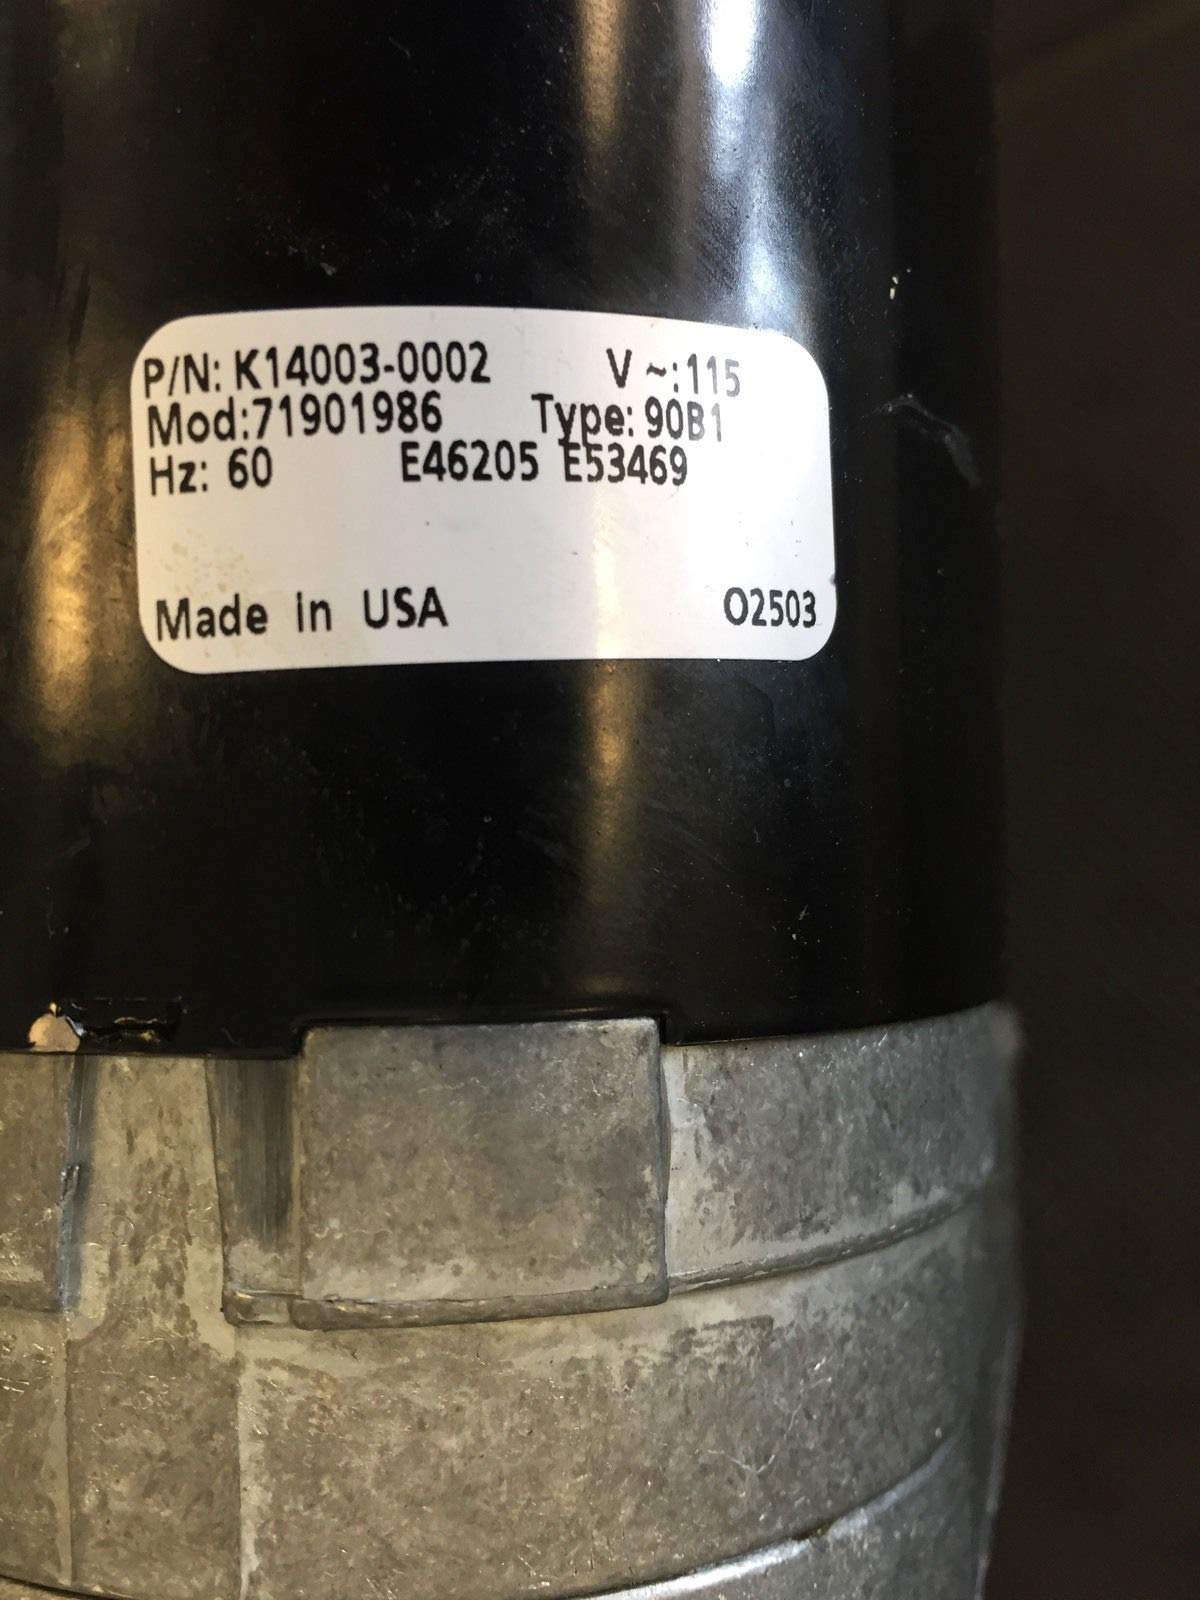 P/N: K14003-0002 V ~:115
Mod:71901986 Type: 90B1
Hz: 60 E46205 E53469
Made in USA O2503